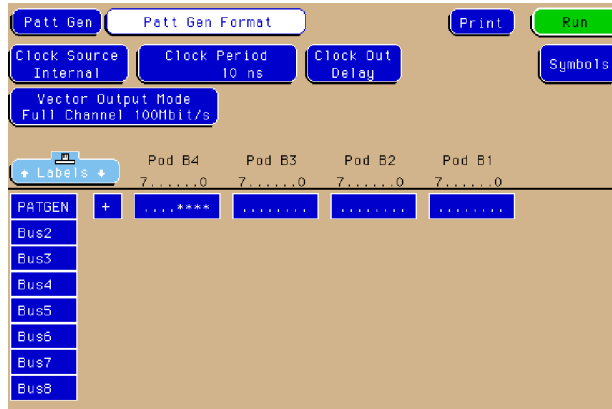 Patt Gen Patt Gen Format Print Run
Clock Source Clock Period Clock Out Symbols
Internal 10 ns Delay
Vector Output Mode
Full Channel 100Mbit/s
Labels Pod B4 Pod B3 Pod B2 Pod B1
7......0 7......0 7......0 7......0
PATGEN + ....**** ........ ........ ........
Bus2
Bus3
Bus4
Bus5
Bus6
Bus7
Bus8